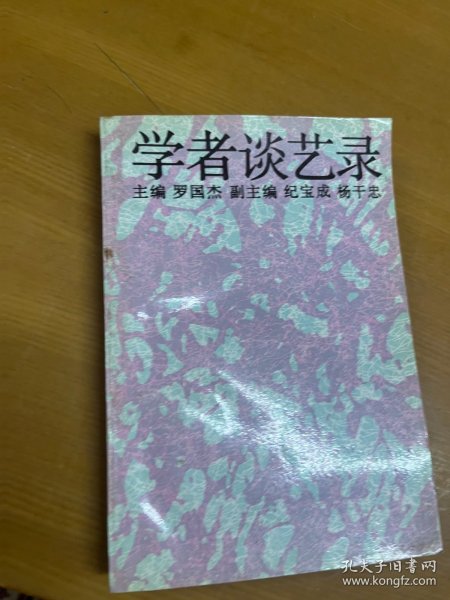 学者谈艺录
主编 罗国杰 副主编 纪宝成 杨干忠
孔夫子旧书网
www.kongfz.com